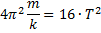 4π² m/k = 16 · T²